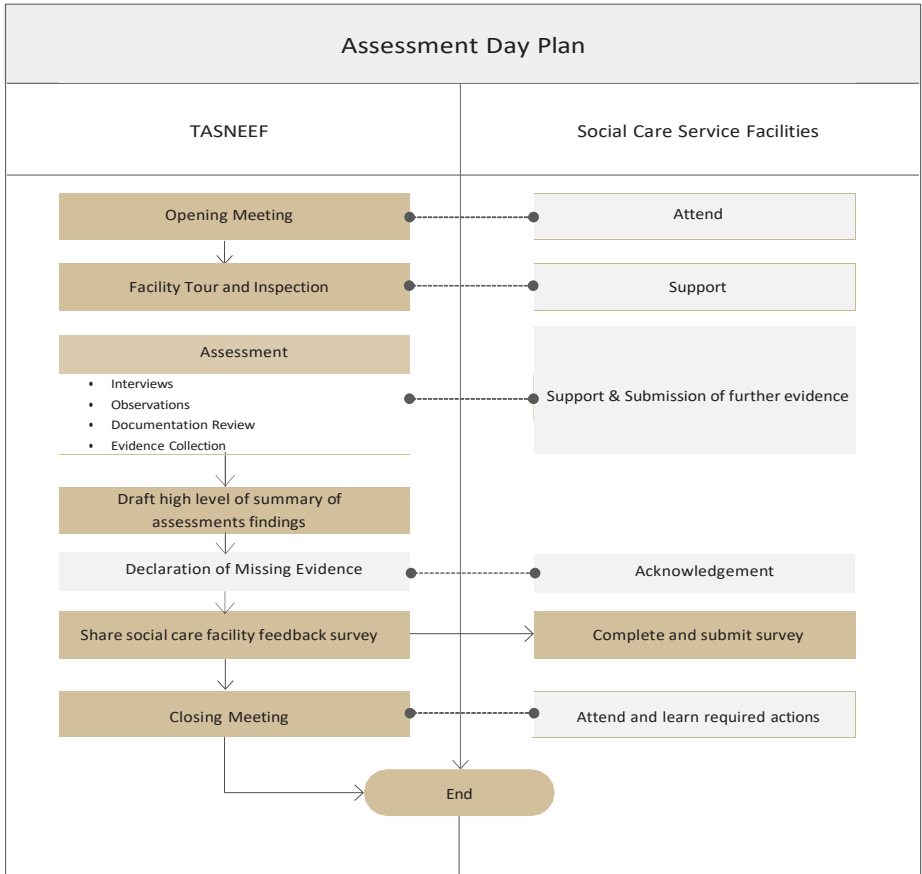 Assessment Day Plan
TASNEEF
Social Care Service Facilities
Opening Meeting
Attend
Facility Tour and Inspection
Support
Assessment
• Interviews
• Observations
• Documentation Review
• Evidence Collection
Support & Submission of further evidence
Draft high level of summary of
assessments findings
Declaration of Missing Evidence
Acknowledgement
Share social care facility feedback survey
Complete and submit survey
Closing Meeting
Attend and learn required actions
End